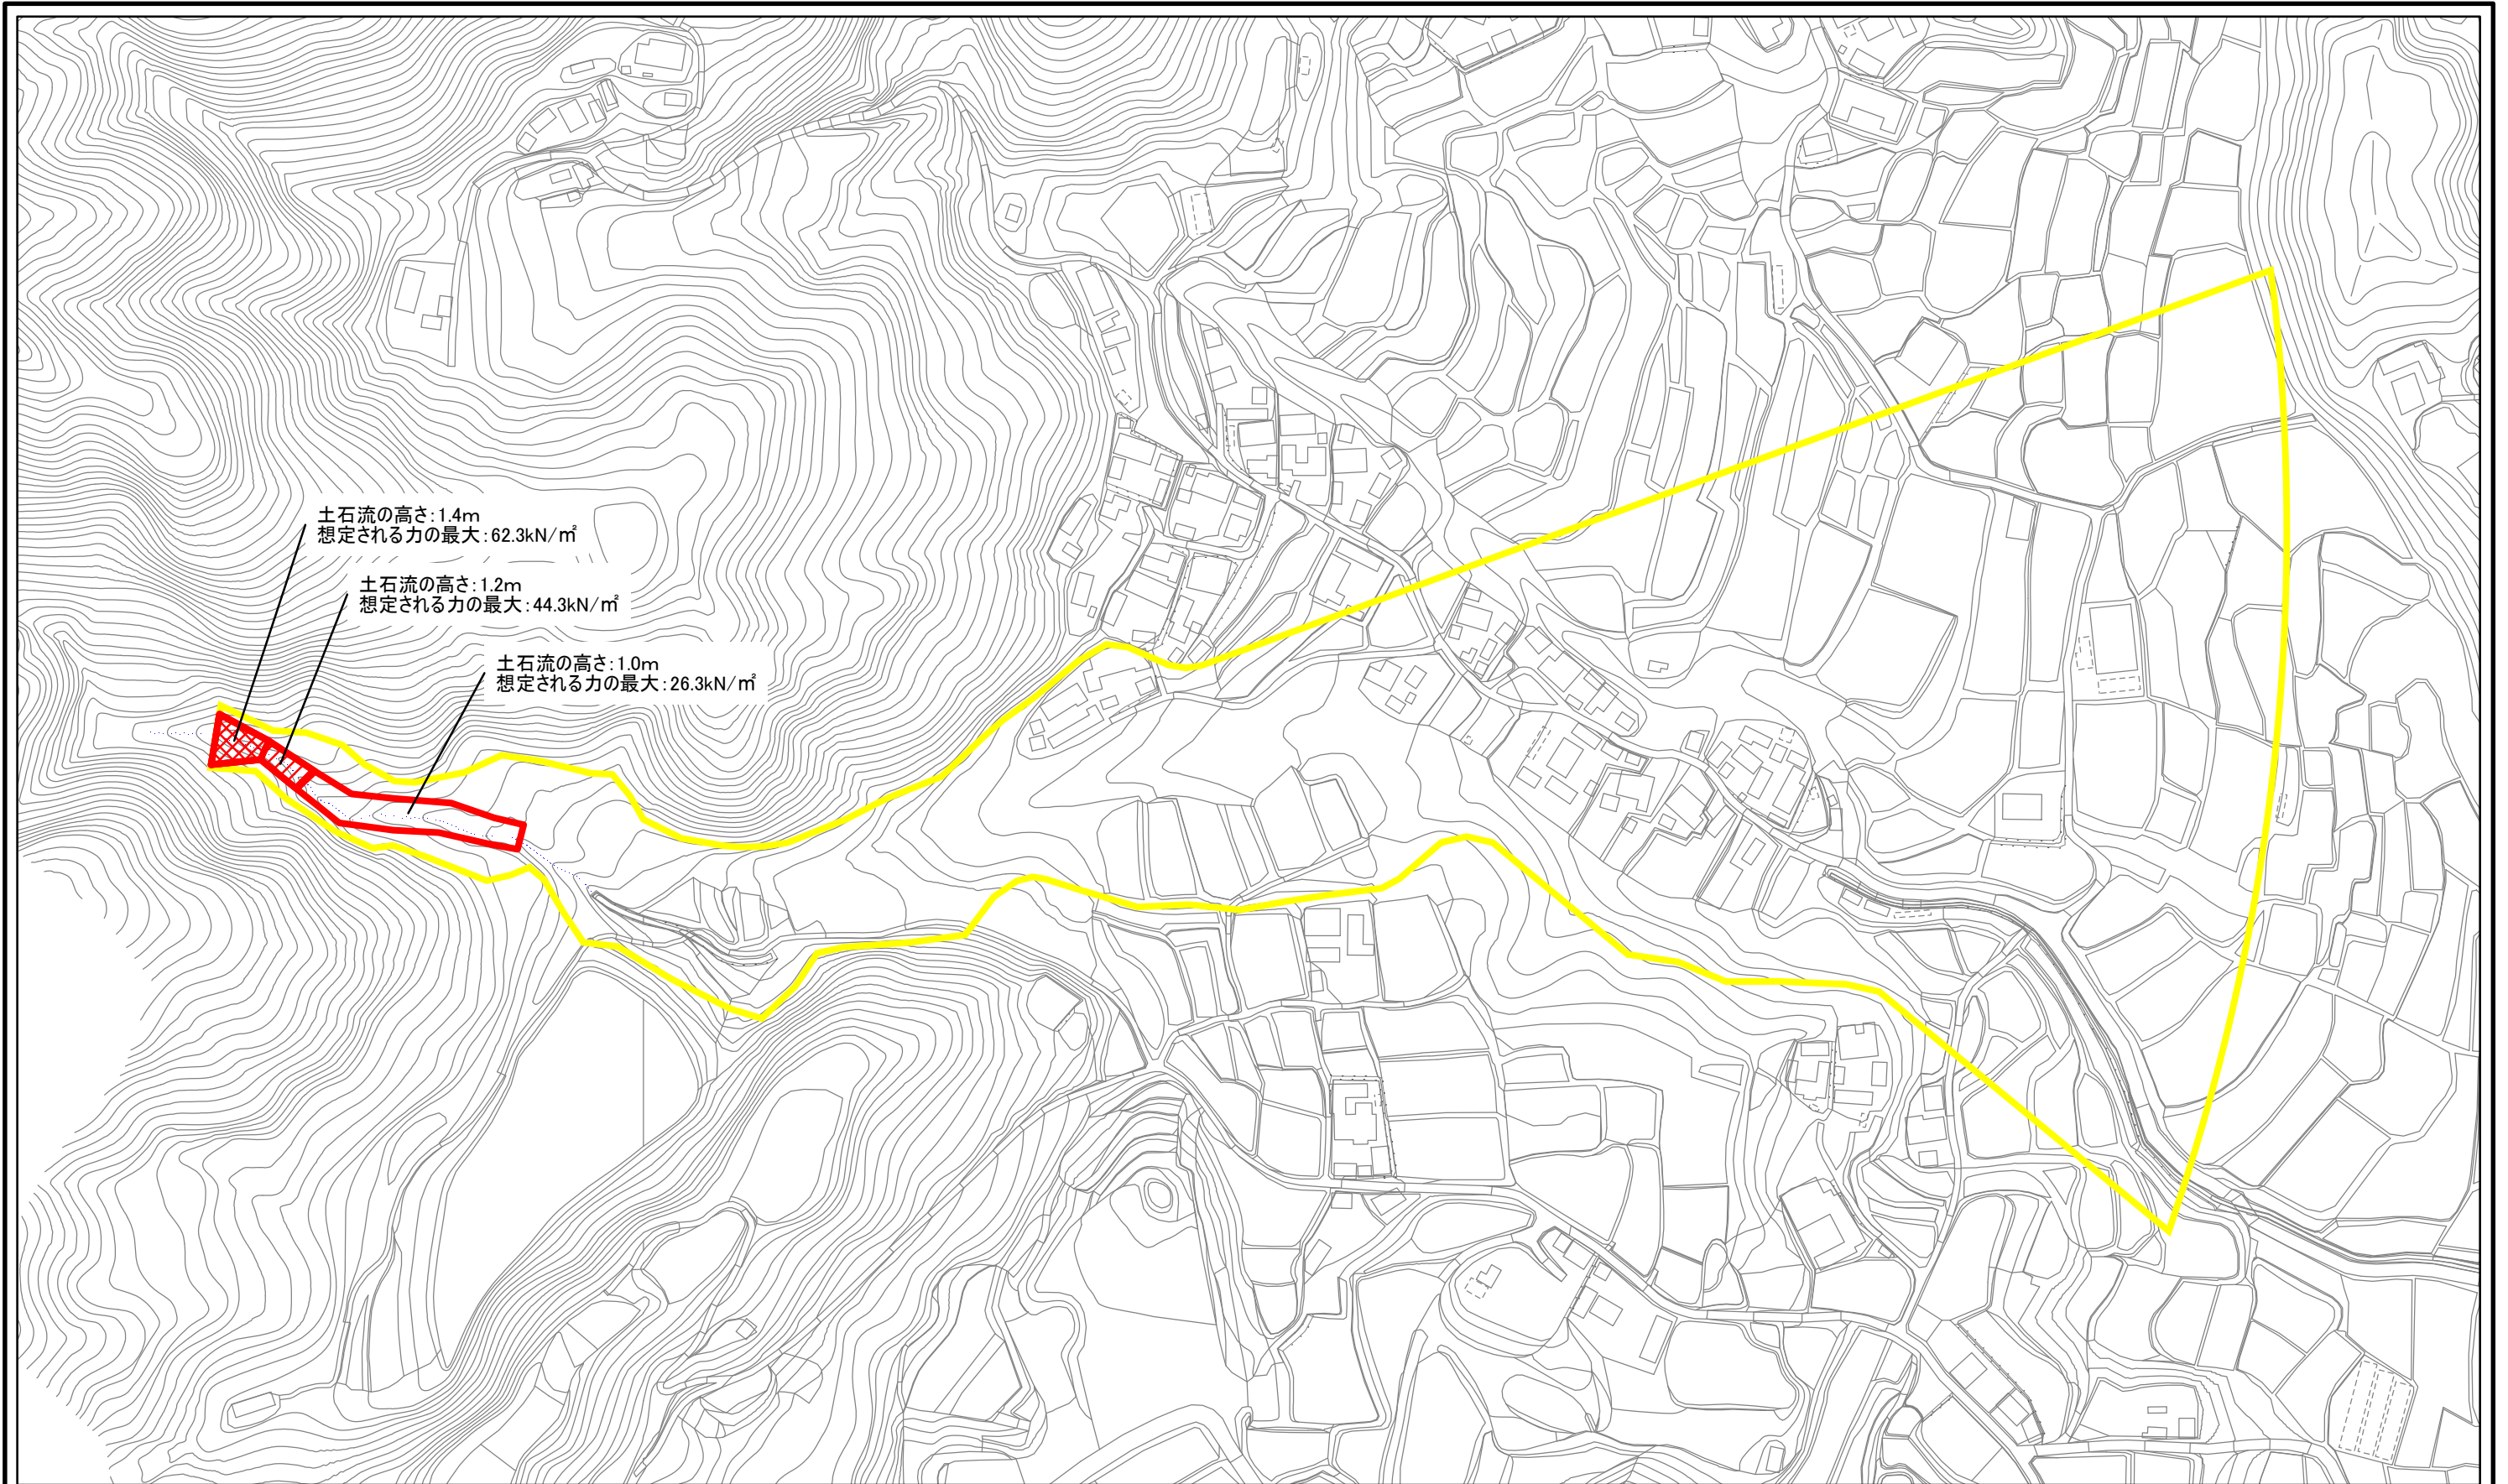 土石流の高さ:1.4m
想定される力の最大:62.3kN/㎡
土石流の高さ:1.2m
想定される力の最大:44.3kN/㎡
土石流の高さ:1.0m
想定される力の最大:26.3kN/㎡